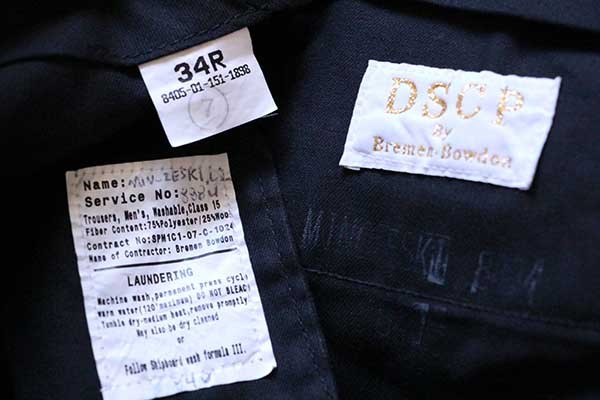 34R
8405-01-151-1898
7
DSCP
By
Bremen Bowdon
Name:
Service No: 8384
Trousers, Men's, Washable,Class 15
Fiber Content:75%Polyester/25%Woo
Contract No:SPM1C1-07-C-1024
Name of Contractor: Bremen Bowdon
LAUNDERING
Machine wash,permanent press cycl,
warm water(120°maximum) DO NOT BLEAC
Tumble dry-medium heat,remove promptly
May also be dry cleaned
or
Follow Shipboard wash formula III.